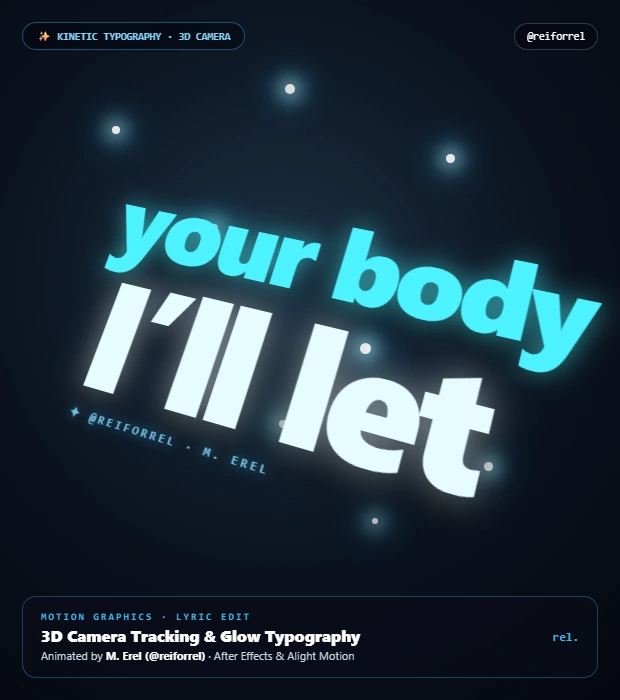 ✨ KINETIC TYPOGRAPHY · 3D CAMERA
@reiforrel
your body
I’ll let
✦ @REIFORREL · M. EREL
MOTION GRAPHICS · LYRIC EDIT
3D Camera Tracking & Glow Typography
rel.
Animated by M. Erel (@reiforrel) · After Effects & Alight Motion